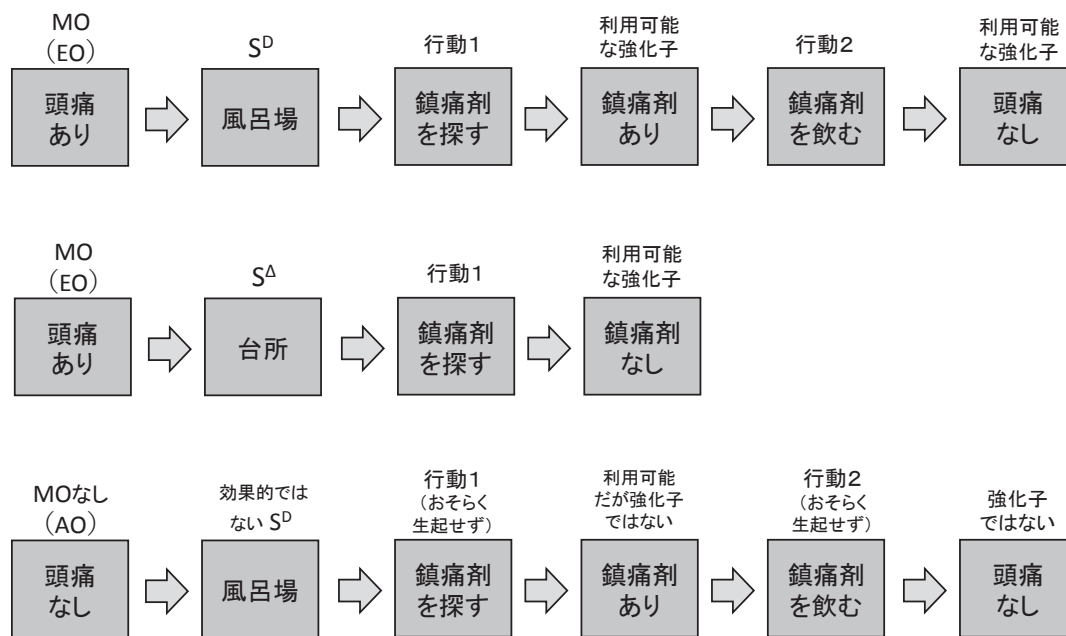 MO
（EO）
頭痛
あり
S^D
風呂場
行動1
鎮痛剤
を探す
利用可能
な強化子
鎮痛剤
あり
行動2
鎮痛剤
を飲む
利用可能
な強化子
頭痛
なし
MO
（EO）
頭痛
あり
S^Δ
台所
行動1
鎮痛剤
を探す
利用可能
な強化子
鎮痛剤
なし
MOなし
（AO）
頭痛
なし
効果的では
ない S^D
風呂場
行動1
（おそらく
生起せず）
鎮痛剤
を探す
利用可能
だが強化子
ではない
鎮痛剤
あり
行動2
（おそらく
生起せず）
鎮痛剤
を飲む
強化子
ではない
頭痛
なし